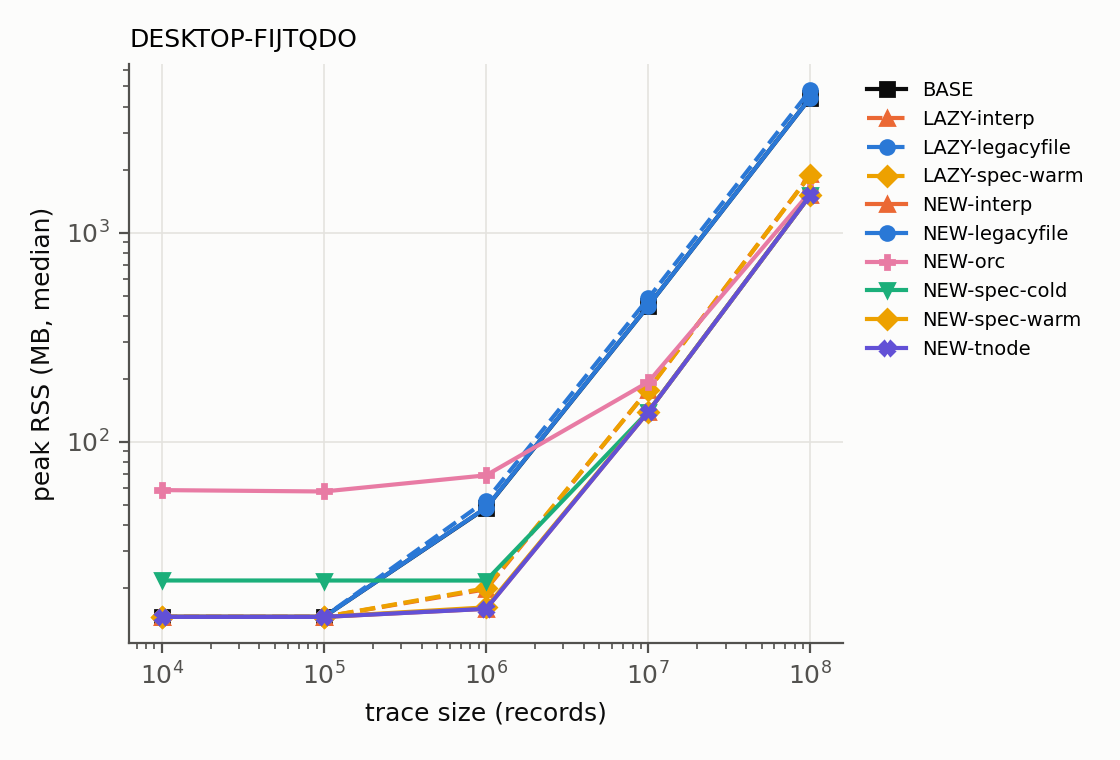 DESKTOP-FIJTQDO
peak RSS (MB, median)
10³
10²
10⁴ 10⁵ 10⁶ 10⁷ 10⁸
trace size (records)
BASE
LAZY-interp
LAZY-legacyfile
LAZY-spec-warm
NEW-interp
NEW-legacyfile
NEW-orc
NEW-spec-cold
NEW-spec-warm
NEW-tnode